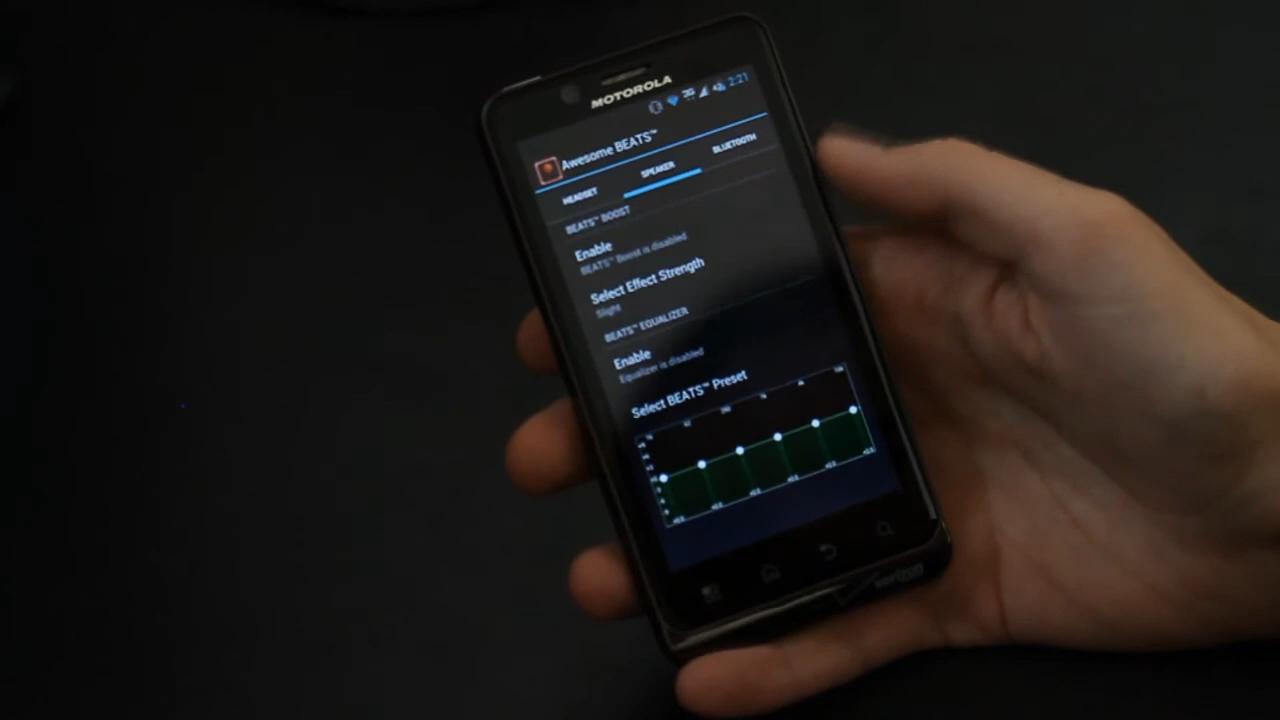 MOTOROLA
2:21
Awesome BEATS™
HEADSET SPEAKER BLUETOOTH
BEATS™ BOOST
Enable
BEATS™ Boost is disabled
Select Effect Strength
Slight
BEATS™ EQUALIZER
Enable
Equalizer is disabled
Select BEATS™ Preset
verizon